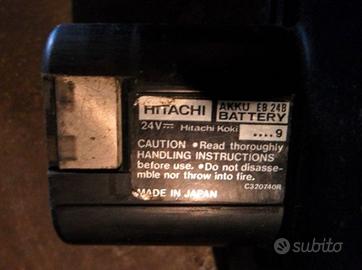 HITACHI
AKKU EB 24B
BATTERY
24V⎓ Hitachi Koki
....9
CAUTION •Read thoroughly
HANDLING INSTRUCTIONS
before use. •Do not disasse-
mble nor throw into fire.
C320740R
MADE IN JAPAN
subito